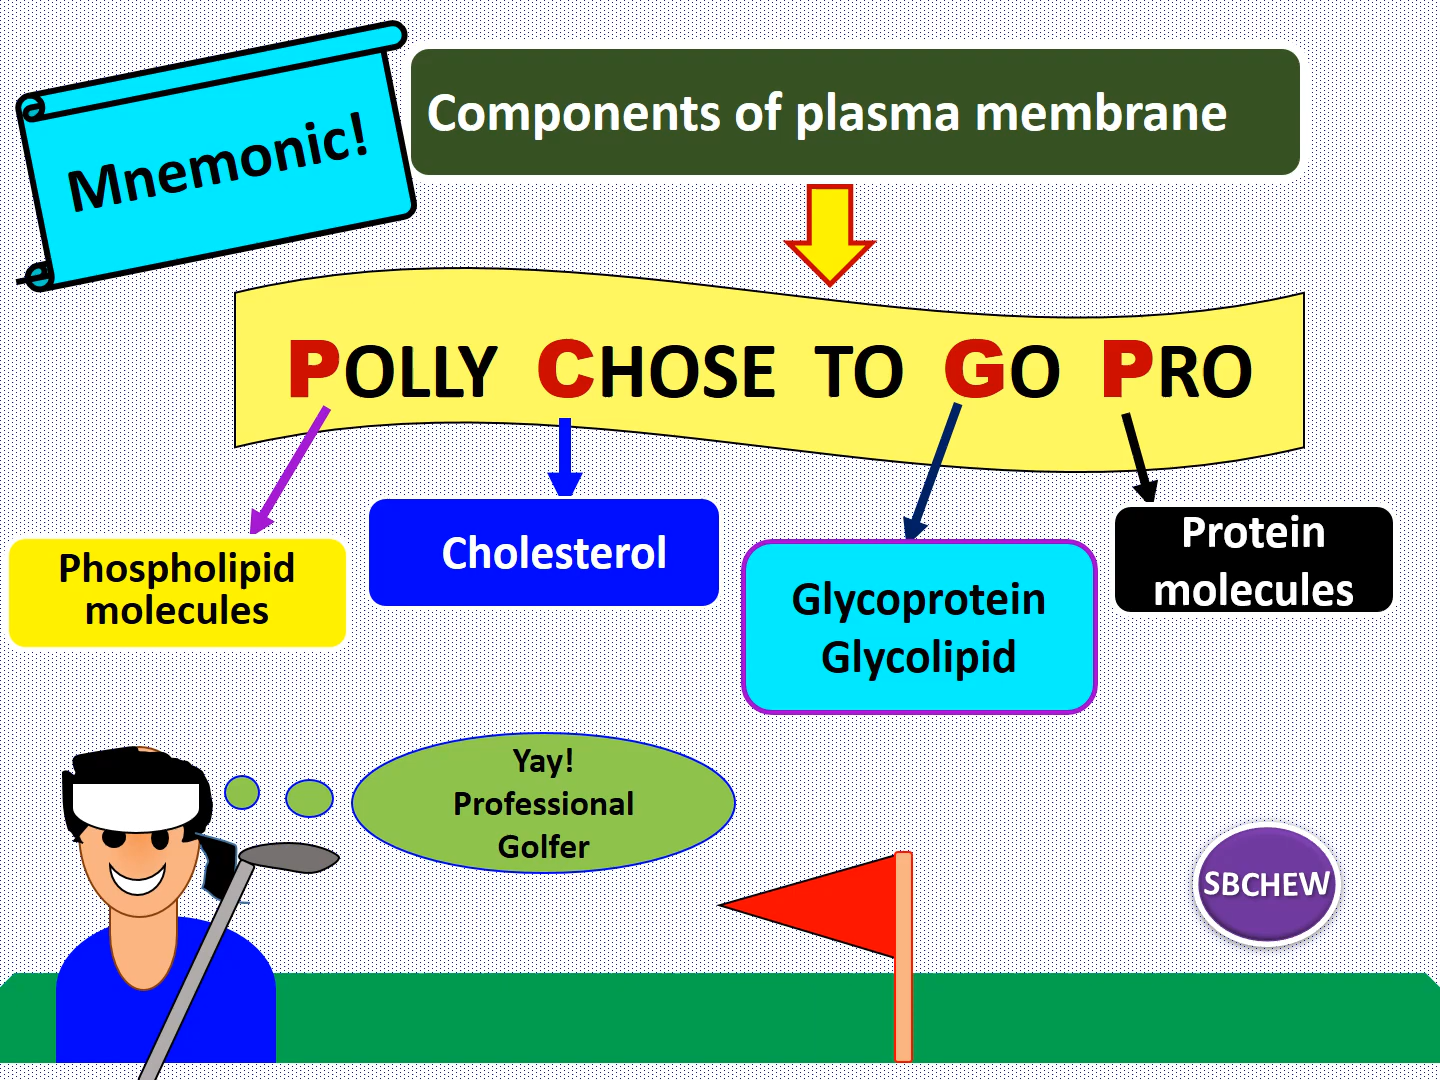 Mnemonic!
Components of plasma membrane
POLLY CHOSE TO GO PRO
Phospholipid
molecules
Cholesterol
Glycoprotein
Glycolipid
Protein
molecules
Yay!
Professional
Golfer
SBCHEW